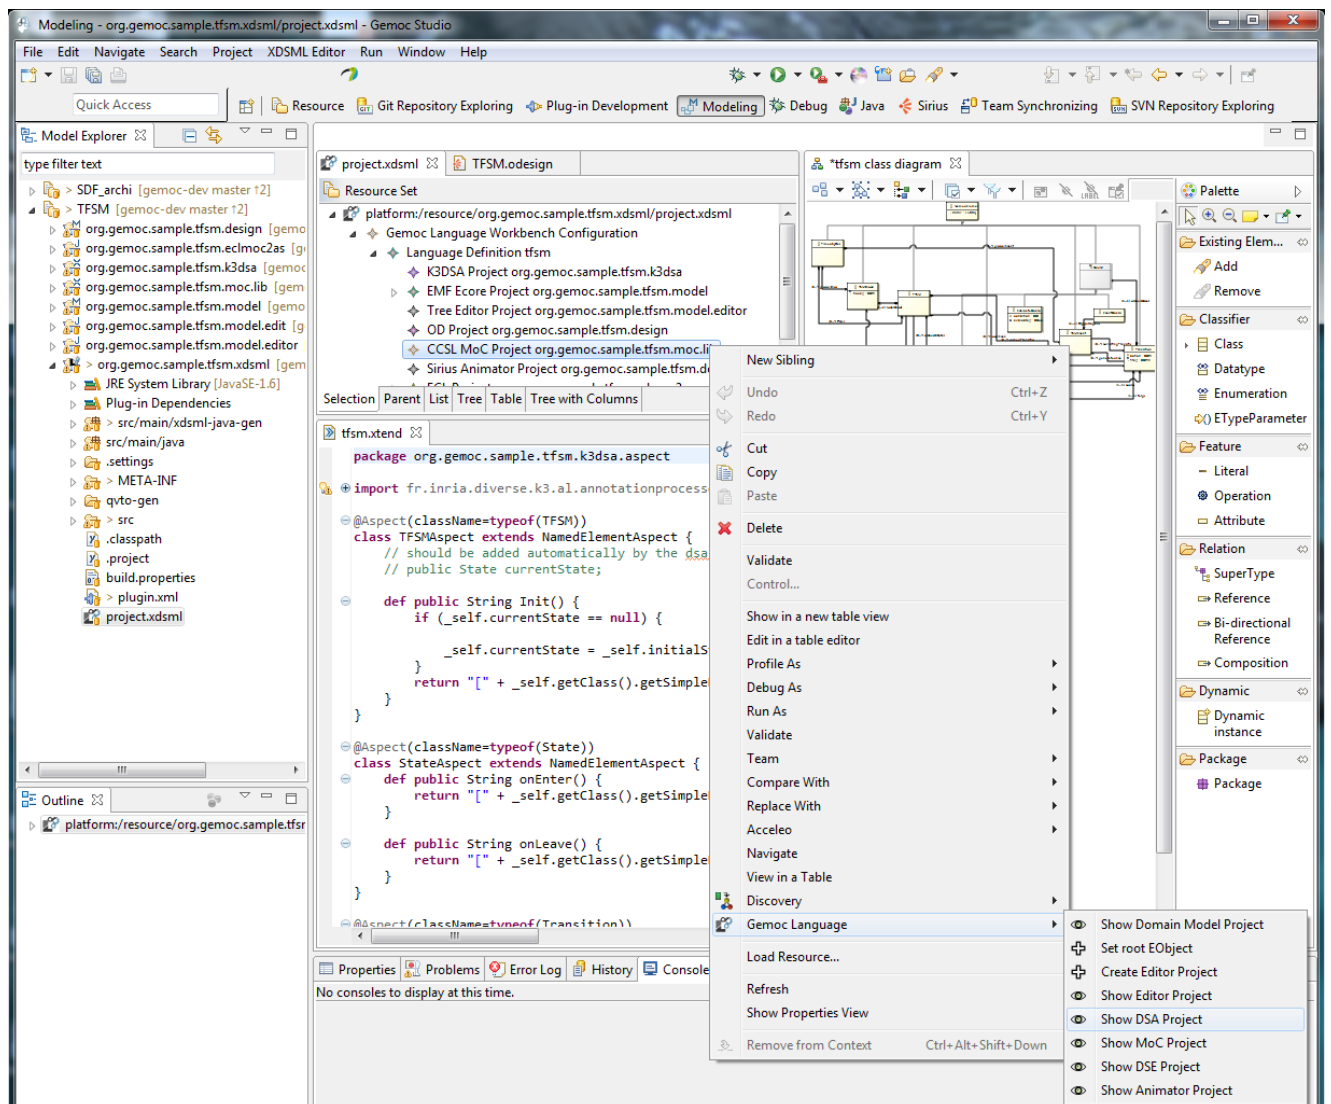 Modeling - org.gemoc.sample.tfsm.xdsml/project.xdsml - Gemoc Studio
File Edit Navigate Search Project XDSML Editor Run Window Help
Quick Access
Resource Git Repository Exploring Plug-in Development Modeling Debug Java Sirius Team Synchronizing SVN Repository Exploring
Model Explorer
type filter text
> SDF_archi [gemoc-dev master ↑2]
> TFSM [gemoc-dev master ↑2]
org.gemoc.sample.tfsm.design [gemo
org.gemoc.sample.tfsm.eclmoc2as [g
org.gemoc.sample.tfsm.k3dsa [gemoc
org.gemoc.sample.tfsm.moc.lib [gem
org.gemoc.sample.tfsm.model [gemo
org.gemoc.sample.tfsm.model.edit [g
org.gemoc.sample.tfsm.model.editor
> org.gemoc.sample.tfsm.xdsml [gem
JRE System Library [JavaSE-1.6]
Plug-in Dependencies
> src/main/xdsml-java-gen
src/main/java
.settings
> META-INF
qvto-gen
> src
.classpath
.project
build.properties
> plugin.xml
project.xdsml
Outline
platform:/resource/org.gemoc.sample.tfsr
project.xdsml TFSM.odesign
Resource Set
platform:/resource/org.gemoc.sample.tfsm.xdsml/project.xdsml
Gemoc Language Workbench Configuration
Language Definition tfsm
K3DSA Project org.gemoc.sample.tfsm.k3dsa
EMF Ecore Project org.gemoc.sample.tfsm.model
Tree Editor Project org.gemoc.sample.tfsm.model.editor
OD Project org.gemoc.sample.tfsm.design
CCSL MoC Project org.gemoc.sample.tfsm.moc.li
Sirius Animator Project org.gemoc.sample.tfsm.d
Selection Parent List Tree Table Tree with Columns
tfsm.xtend
package org.gemoc.sample.tfsm.k3dsa.aspect
import fr.inria.diverse.k3.al.annotationprocess
@Aspect(className=typeof(TFSM))
class TFSMAspect extends NamedElementAspect {
// should be added automatically by the dsa
// public State currentState;
def public String Init() {
if (_self.currentState == null) {
_self.currentState = _self.initialS
}
return "[" + _self.getClass().getSimple
}
}
@Aspect(className=typeof(State))
class StateAspect extends NamedElementAspect {
def public String onEnter() {
return "[" + _self.getClass().getSimple
}
def public String onLeave() {
return "[" + _self.getClass().getSimple
}
}
@Aspect(className=typeof(Transition))
Properties Problems Error Log History Console
No consoles to display at this time.
*tfsm class diagram
Palette
Existing Elem...
Add
Remove
Classifier
Class
Datatype
Enumeration
ETypeParameter
Feature
Literal
Operation
Attribute
Relation
SuperType
Reference
Bi-directional
Reference
Composition
Dynamic
Dynamic
instance
Package
Package
New Sibling
Undo Ctrl+Z
Redo Ctrl+Y
Cut
Copy
Paste
Delete
Validate
Control...
Show in a new table view
Edit in a table editor
Profile As
Debug As
Run As
Validate
Team
Compare With
Replace With
Acceleo
Navigate
View in a Table
Discovery
Gemoc Language
Load Resource...
Refresh
Show Properties View
Remove from Context Ctrl+Alt+Shift+Down
Show Domain Model Project
Set root EObject
Create Editor Project
Show Editor Project
Show DSA Project
Show MoC Project
Show DSE Project
Show Animator Project